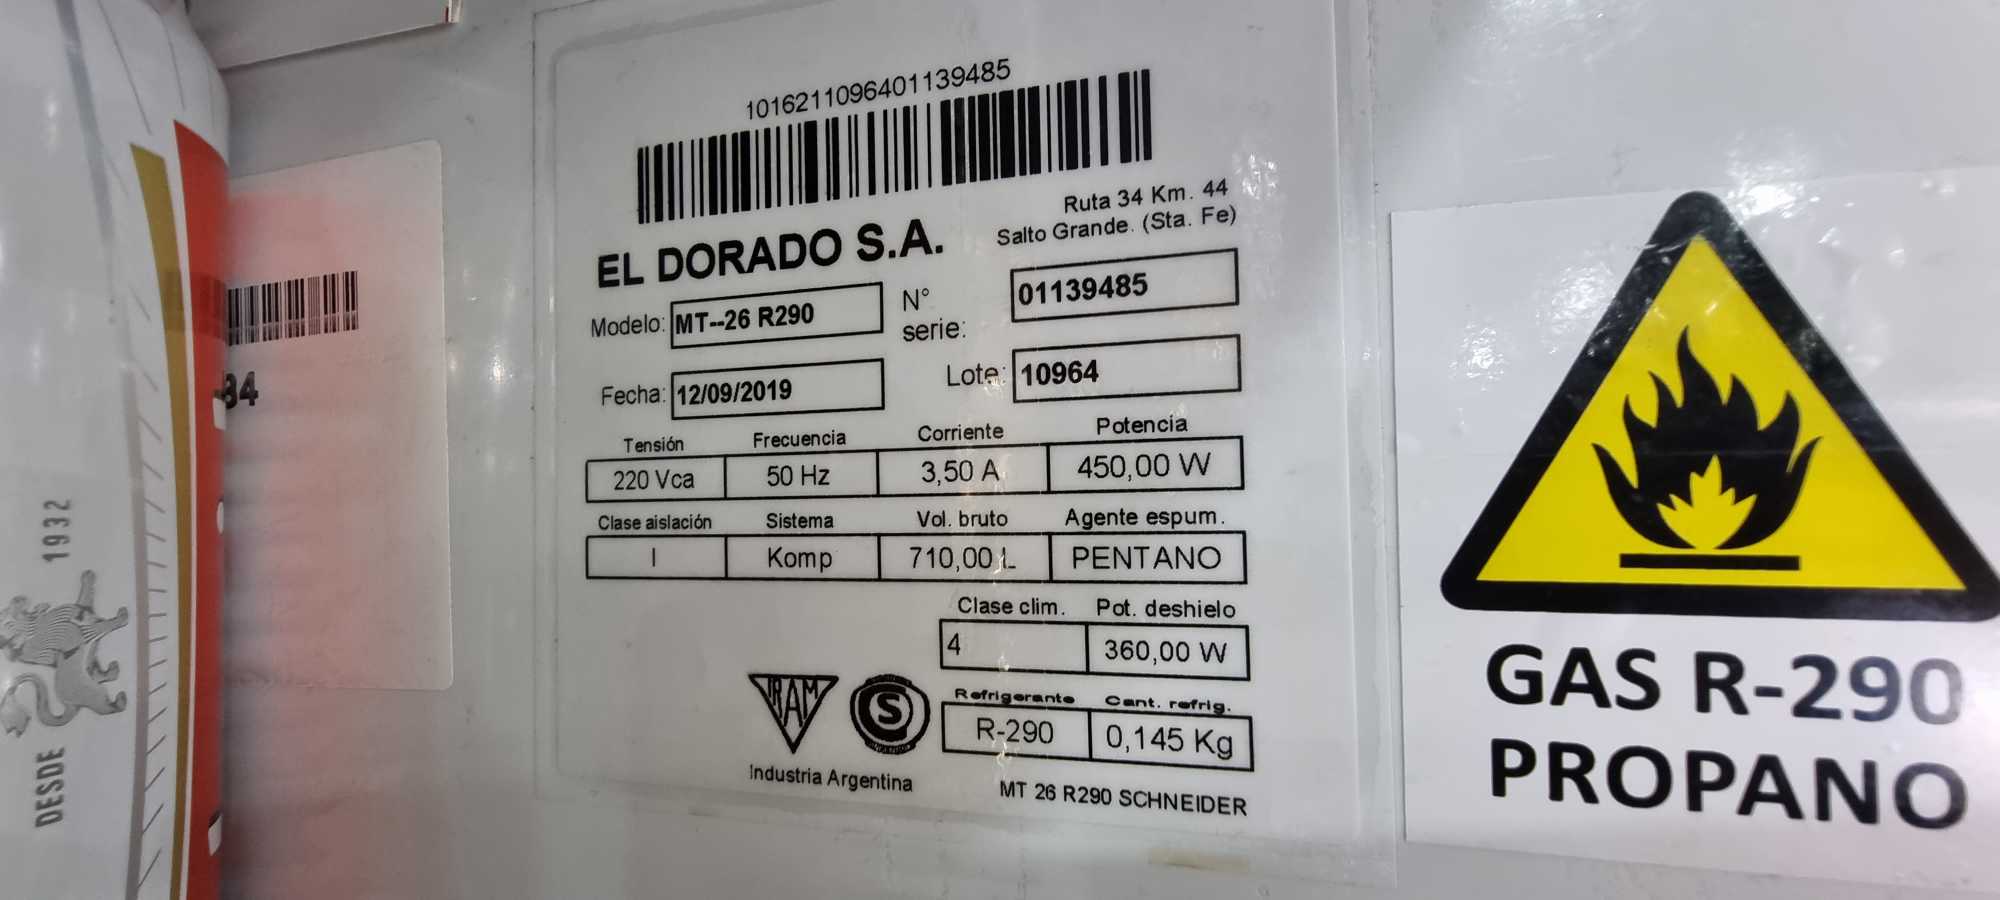 1016211096401139485
EL DORADO S.A.
Ruta 34 Km. 44
Salto Grande. (Sta. Fe)
Modelo: MT--26 R290
N° serie: 01139485
Fecha: 12/09/2019
Lote: 10964
Tensión Frecuencia Corriente Potencia
220 Vca 50 Hz 3,50 A 450,00 W
Clase aislación Sistema Vol. bruto Agente espum.
I Komp 710,00 L PENTANO
Clase clim. Pot. deshielo
4 360,00 W
Refrigerante Cant. refrig.
R-290 0,145 Kg
IRAM S
Industria Argentina
MT 26 R290 SCHNEIDER
GAS R-290
PROPANO
34
DESDE 1932